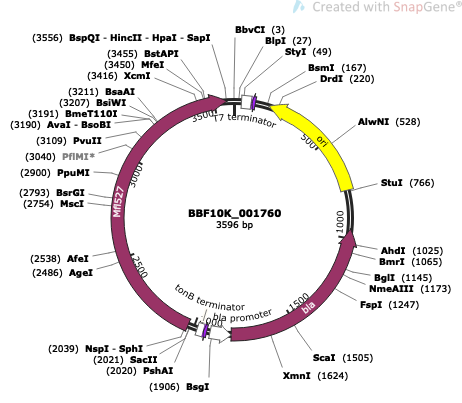 Created with SnapGene®
(3556) BspQI - HincII - HpaI - SapI
BbvCI (3)
BlpI (27)
StyI (49)
BsmI (167)
DrdI (220)
(3455) BstAPI
(3450) MfeI
(3416) XcmI
(3211) BsaAI
(3207) BsiWI
(3191) BmeT110I
(3190) AvaI - BsoBI
(3109) PvuII
(3040) PflMI*
(2900) PpuMI
(2793) BsrGI
(2754) MscI
(2538) AfeI
(2486) AgeI
(2039) NspI - SphI
(2021) SacII
(2020) PshAI
(1906) BsgI
AlwNI (528)
StuI (766)
AhdI (1025)
BmrI (1065)
BglI (1145)
NmeAIII (1173)
FspI (1247)
ScaI (1505)
XmnI (1624)
T7 terminator
ori
500
1000
1500
bla
bla promoter
tonB terminator
2500
3000
3500
Mfl527
BBF10K_001760
3596 bp